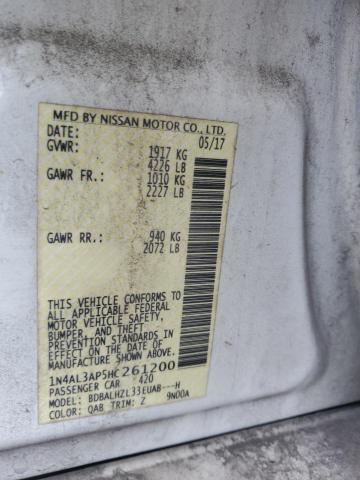 MFD BY NISSAN MOTOR CO., LTD.
DATE: 05/17
GVWR: 1917 KG
4226 LB
GAWR FR.: 1010 KG
2227 LB
GAWR RR.: 940 KG
2072 LB
THIS VEHICLE CONFORMS TO
ALL APPLICABLE FEDERAL
MOTOR VEHICLE SAFETY,
BUMPER, AND THEFT
PREVENTION STANDARDS IN
EFFECT ON THE DATE OF
MANUFACTURE SHOWN ABOVE.
1N4AL3AP5HC261200
PASSENGER CAR 420
MODEL: BDBALHZL33EUAB---H
COLOR: QAB TRIM: Z 9N00A